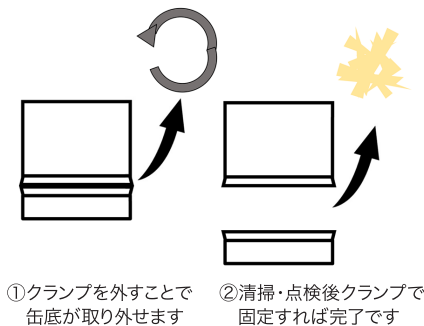 ①クランプを外すことで
缶底が取り外せます
②清掃・点検後クランプで
固定すれば完了です